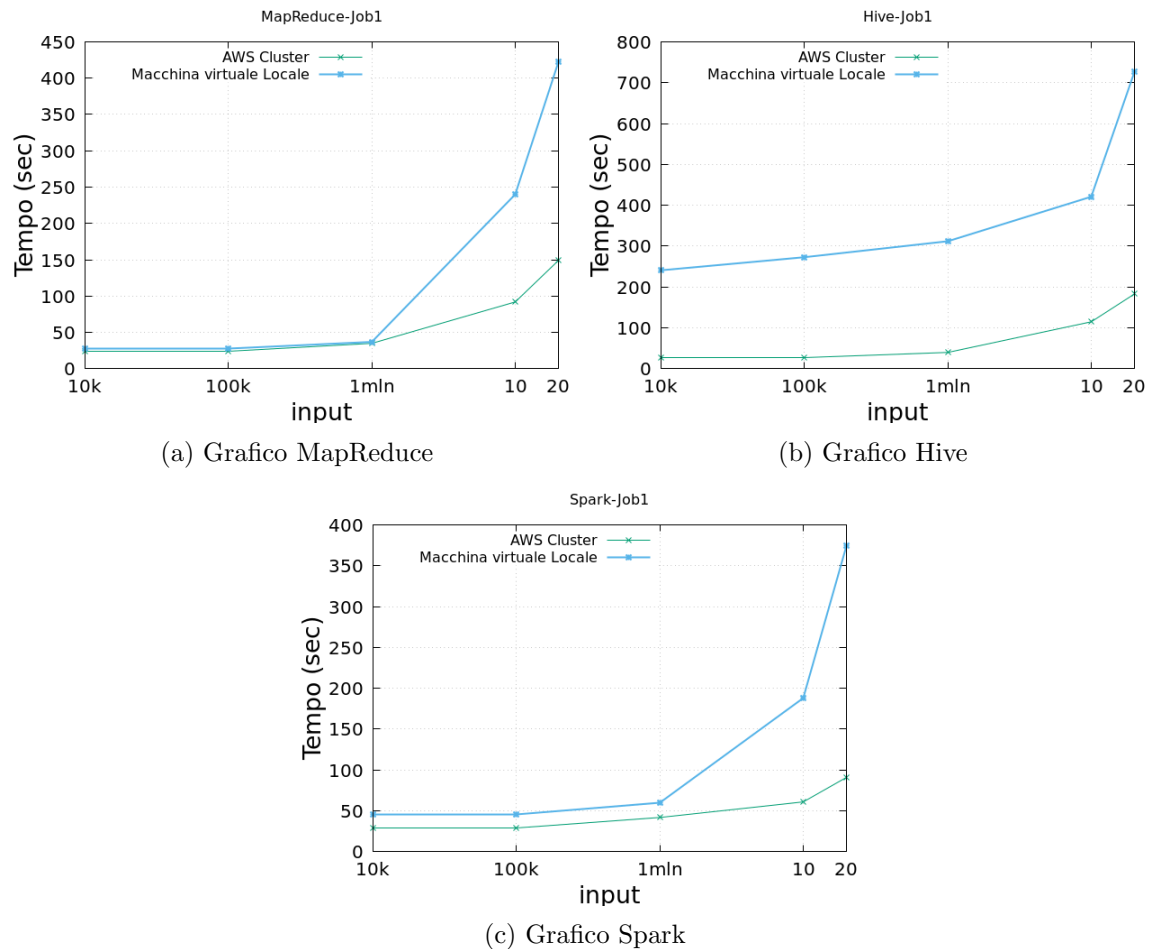 MapReduce-Job1
AWS Cluster
Macchina virtuale Locale
450
400
350
300
250
200
150
100
50
0
Tempo (sec)
10k 100k 1mln 10 20
input
(a) Grafico MapReduce
Hive-Job1
AWS Cluster
Macchina virtuale Locale
800
700
600
500
400
300
200
100
0
Tempo (sec)
10k 100k 1mln 10 20
input
(b) Grafico Hive
Spark-Job1
AWS Cluster
Macchina virtuale Locale
400
350
300
250
200
150
100
50
0
Tempo (sec)
10k 100k 1mln 10 20
input
(c) Grafico Spark